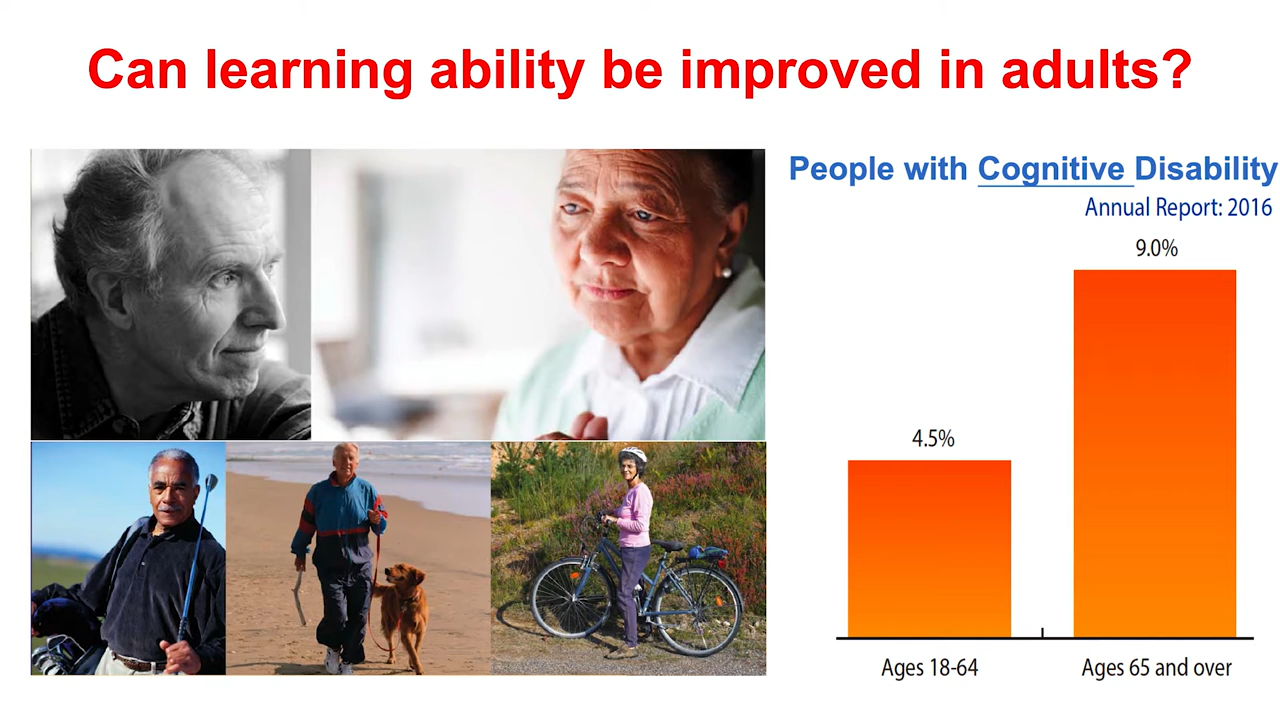 Can learning ability be improved in adults?
People with Cognitive Disability
Annual Report: 2016
9.0%
4.5%
Ages 18-64
Ages 65 and over